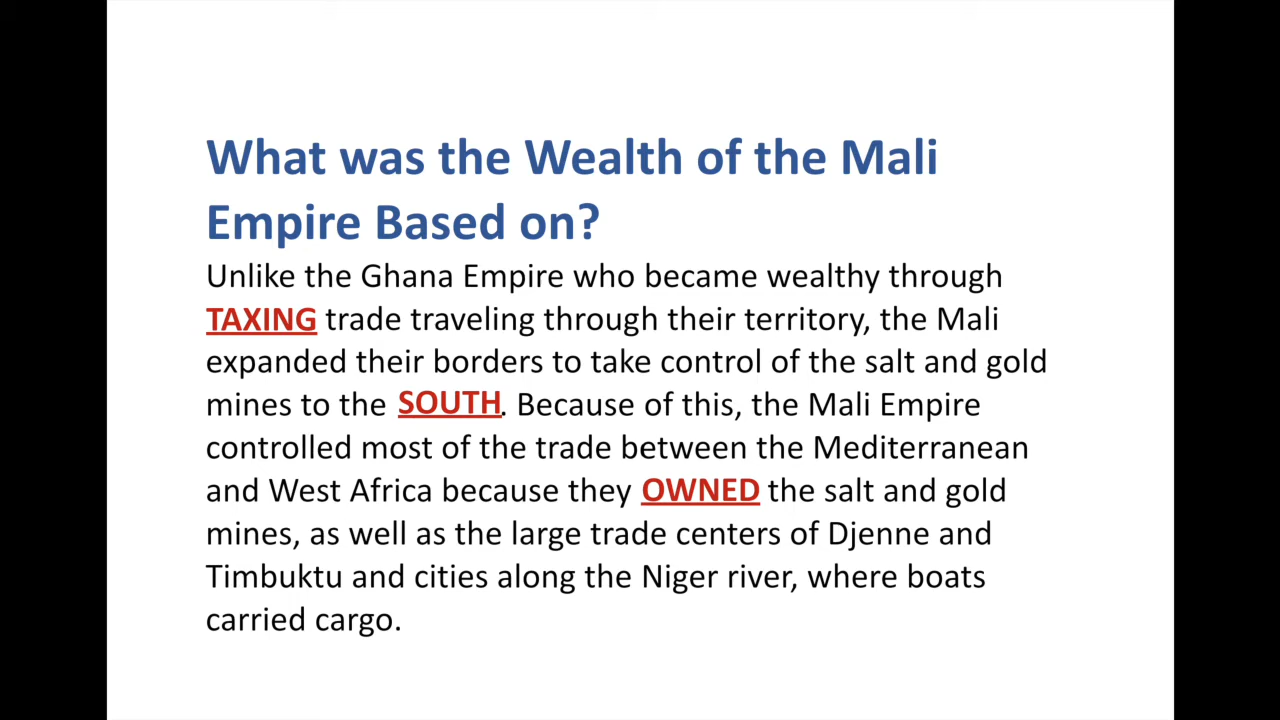 What was the Wealth of the Mali
Empire Based on?
Unlike the Ghana Empire who became wealthy through
TAXING trade traveling through their territory, the Mali
expanded their borders to take control of the salt and gold
mines to the SOUTH. Because of this, the Mali Empire
controlled most of the trade between the Mediterranean
and West Africa because they OWNED the salt and gold
mines, as well as the large trade centers of Djenne and
Timbuktu and cities along the Niger river, where boats
carried cargo.